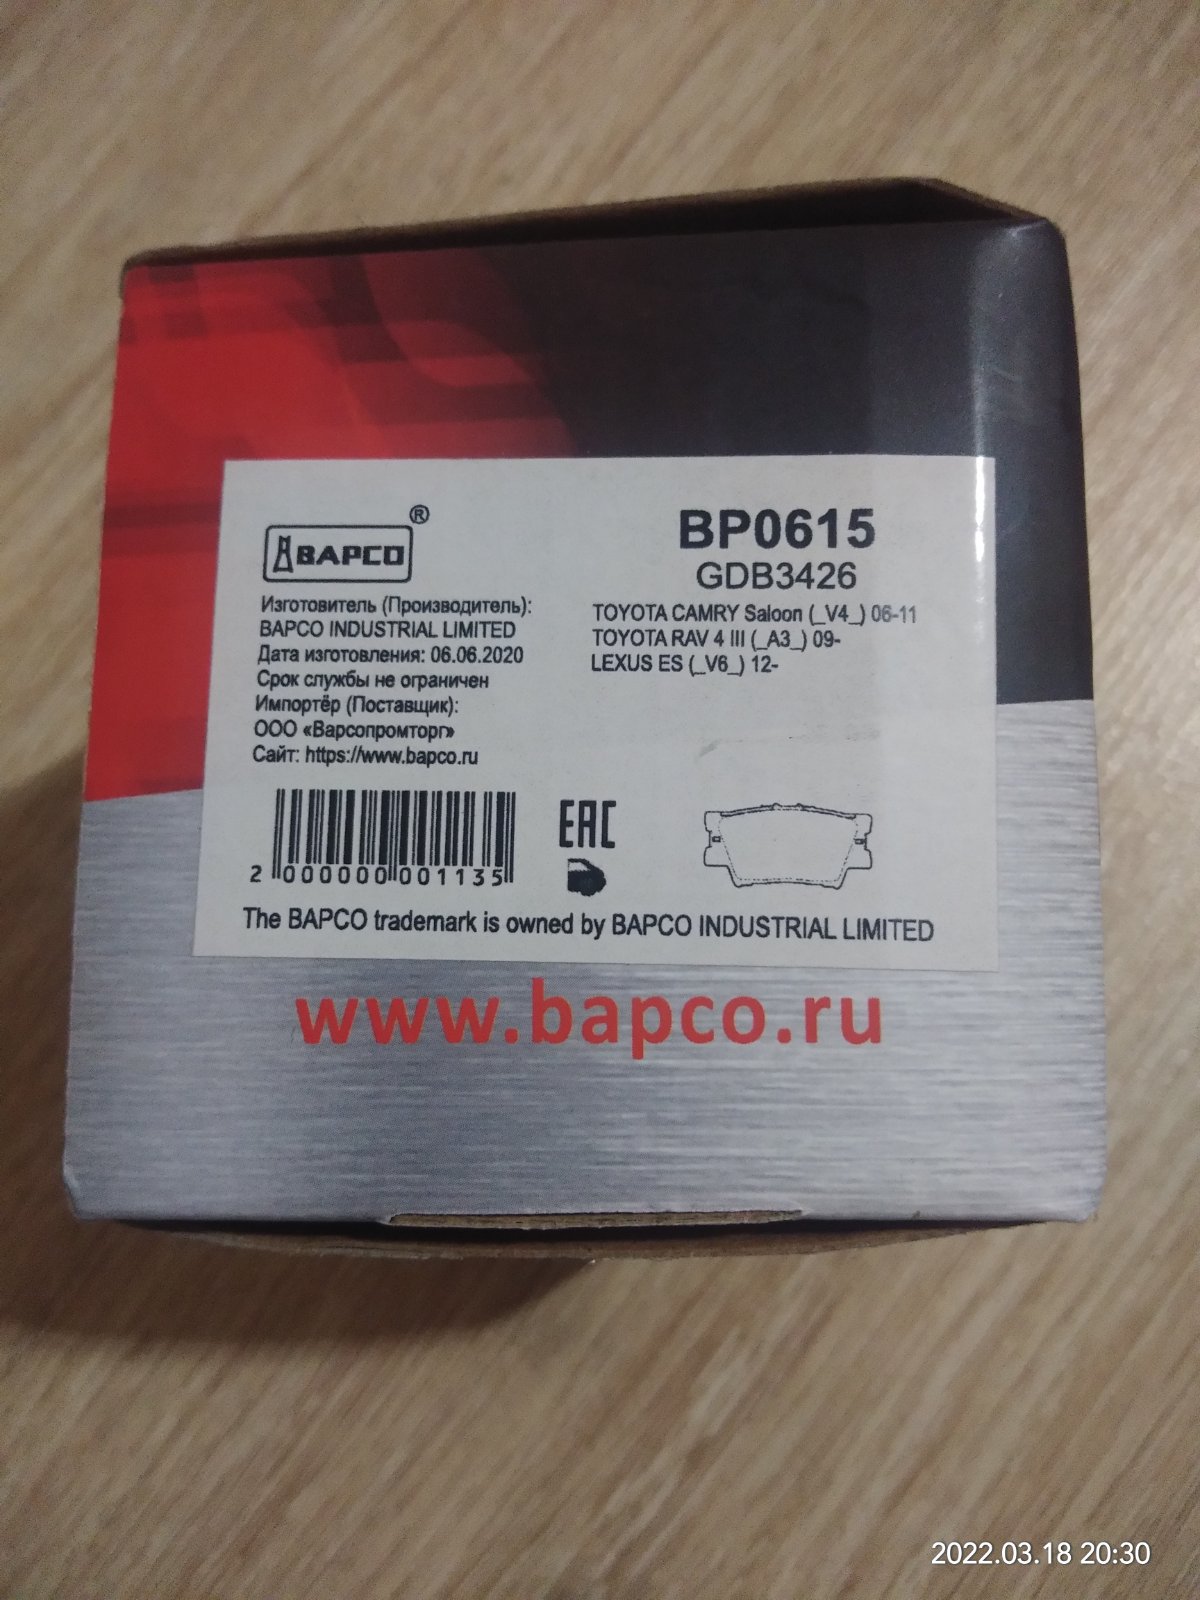 BAPCO®
Изготовитель (Производитель):
BAPCO INDUSTRIAL LIMITED
Дата изготовления: 06.06.2020
Срок службы не ограничен
Импортёр (Поставщик):
ООО «Варсопромторг»
Сайт: https://www.bapco.ru
BP0615
GDB3426
TOYOTA CAMRY Saloon (_V4_) 06-11
TOYOTA RAV 4 III (_A3_) 09-
LEXUS ES (_V6_) 12-
2 000000 001135
EAC
The BAPCO trademark is owned by BAPCO INDUSTRIAL LIMITED
www.bapco.ru
2022.03.18 20:30